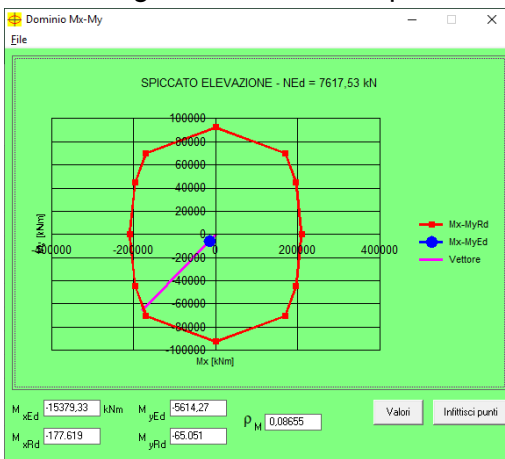 Dominio Mx-My
File
SPICCATO ELEVAZIONE - NEd = 7617,53 kN
100000
80000
60000
40000
20000
0
-400000 -200000 0 200000 400000
-20000
-40000
-60000
-80000
-100000
My [kNm]
Mx [kNm]
Mx-MyRd
Mx-MyEd
Vettore
M xEd -15379,33 kNm M yEd -5614,27
ρ M 0,08655
Valori Infittisci punti
M xRd -177.619 M yRd -65.051